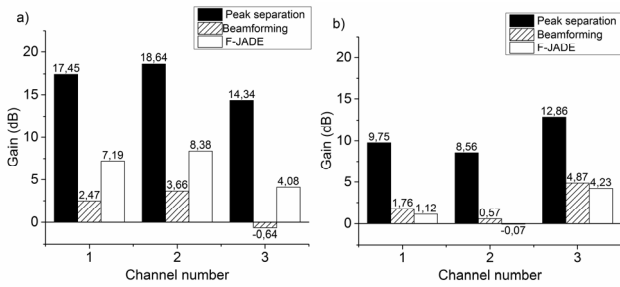 a)
Peak separation
Beamforming
F-JADE
Gain (dB)
20
15
10
5
0
17,45
2,47
7,19
18,64
3,66
8,38
14,34
-0,64
4,08
1
2
3
Channel number
b)
Peak separation
Beamforming
F-JADE
Gain (dB)
20
15
10
5
0
9,75
1,76
1,12
8,56
0,57
-0,07
12,86
4,87
4,23
1
2
3
Channel number